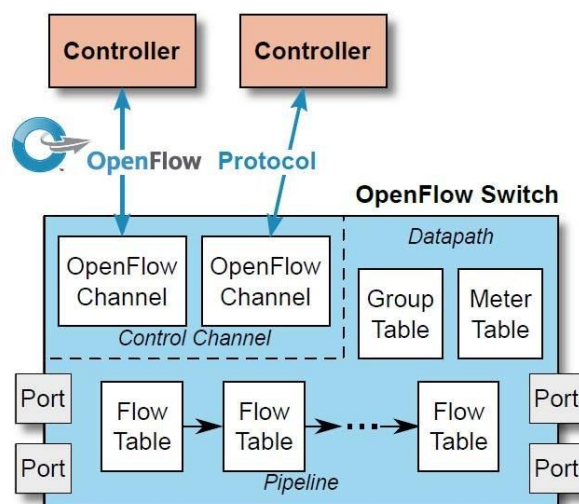 Controller
Controller
OpenFlow Protocol
OpenFlow Switch
Datapath
OpenFlow
Channel
OpenFlow
Channel
Control Channel
Group
Table
Meter
Table
Port
Port
Flow
Table
Flow
Table
...
Flow
Table
Pipeline
Port
Port